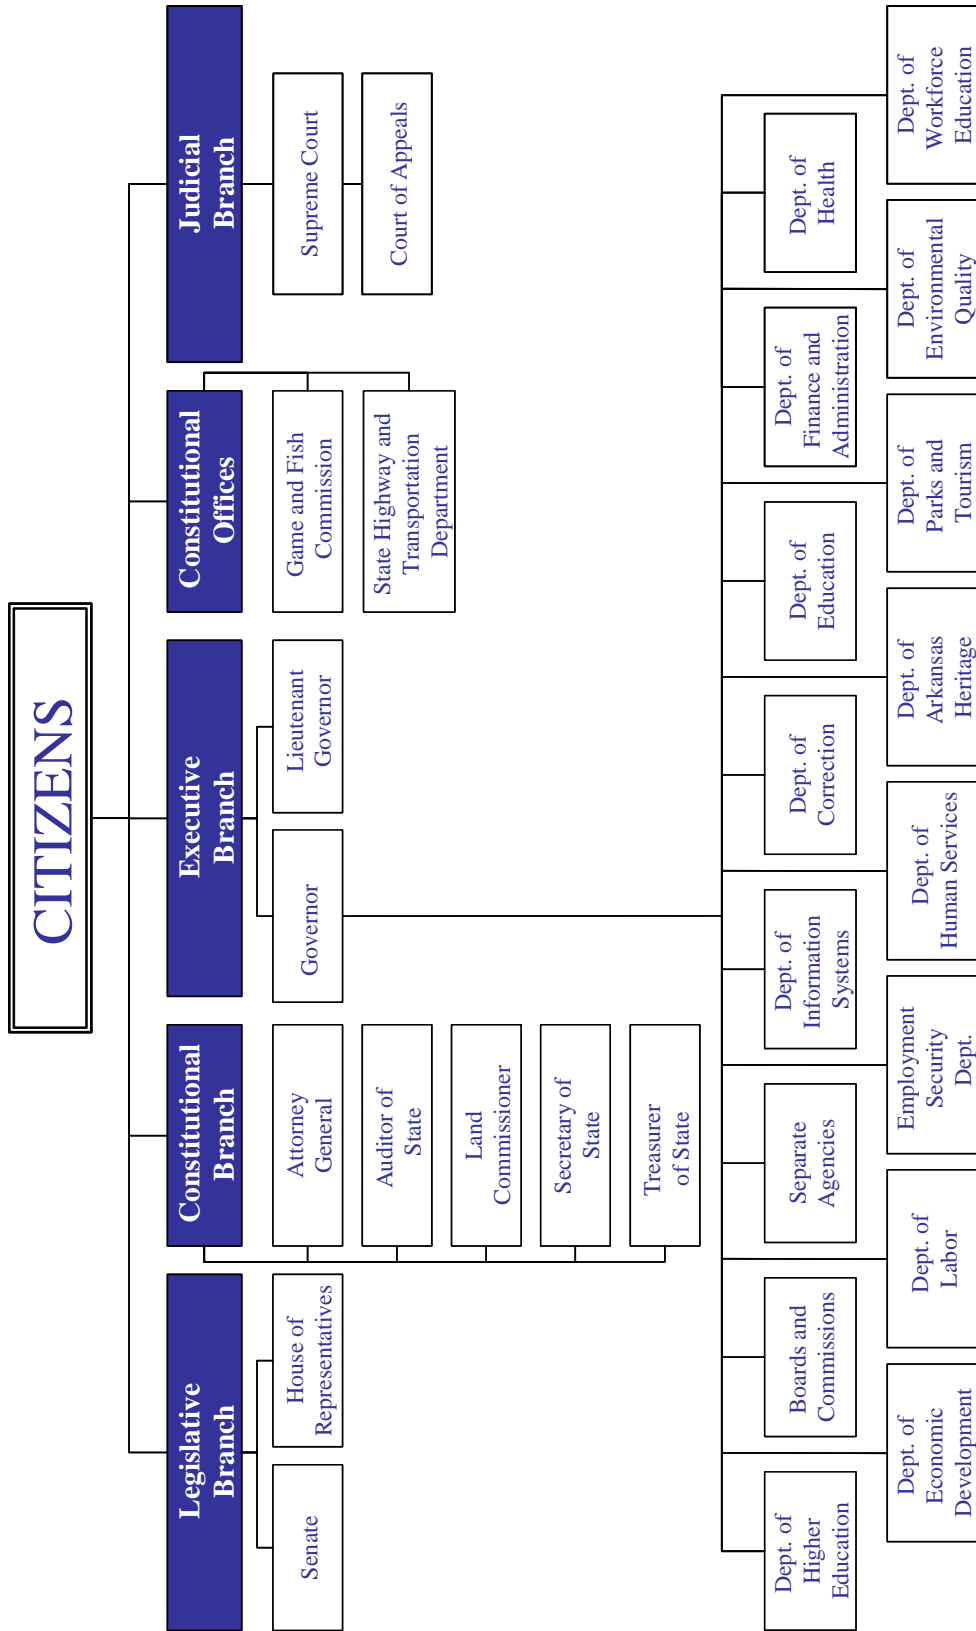 CITIZENS
Legislative
Branch
Constitutional
Branch
Executive
Branch
Constitutional
Offices
Judicial
Branch
Senate
House of
Representatives
Attorney
General
Auditor of
State
Land
Commissioner
Secretary of
State
Treasurer
of State
Governor
Lieutenant
Governor
Game and Fish
Commission
State Highway and
Transportation
Department
Supreme Court
Court of Appeals
Dept. of
Higher
Education
Boards and
Commissions
Separate
Agencies
Dept. of
Information
Systems
Dept. of
Correction
Dept. of
Education
Dept. of
Finance and
Administration
Dept. of
Health
Dept. of
Economic
Development
Dept. of
Labor
Employment
Security
Dept.
Dept. of
Human Services
Dept. of
Arkansas
Heritage
Dept. of
Parks and
Tourism
Dept. of
Environmental
Quality
Dept. of
Workforce
Education